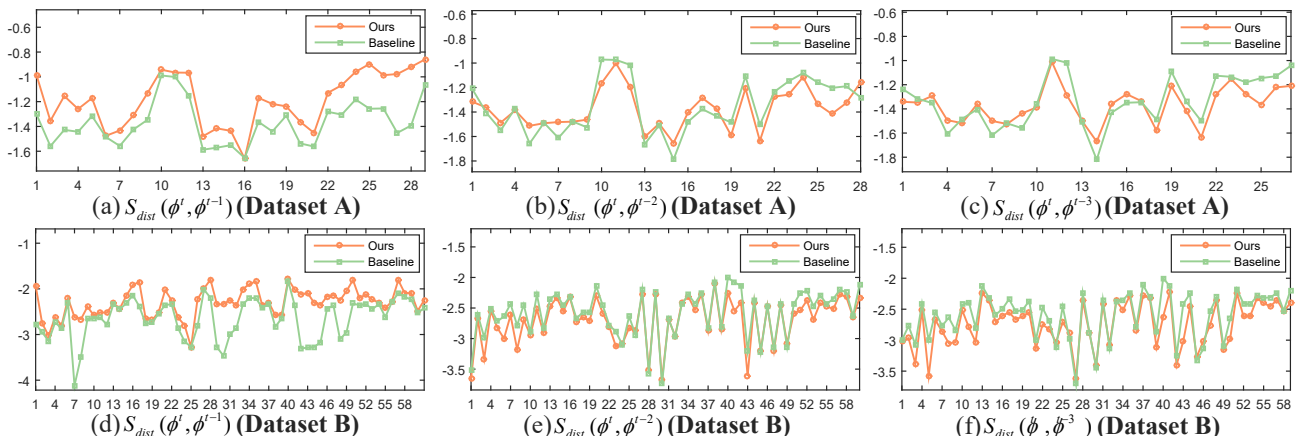 -0.6
-0.8
-1
-1.2
-1.4
-1.6
Ours
Baseline
1 4 7 10 13 16 19 22 25 28
(a) S_dist (ϕ^t, ϕ^t-1) (Dataset A)
-0.6
-0.8
-1
-1.2
-1.4
-1.6
-1.8
Ours
Baseline
1 4 7 10 13 16 19 22 25 28
(b) S_dist (ϕ^t, ϕ^t-2) (Dataset A)
-0.6
-0.8
-1
-1.2
-1.4
-1.6
-1.8
Ours
Baseline
1 4 7 10 13 16 19 22 25
(c) S_dist (ϕ^t, ϕ^t-3) (Dataset A)
-1
-2
-3
-4
Ours
Baseline
1 4 7 10 13 16 19 22 25 28 31 34 37 40 43 46 49 52 55 58
(d) S_dist (ϕ^t, ϕ^t-1) (Dataset B)
-1.5
-2
-2.5
-3
-3.5
Ours
Baseline
1 4 7 10 13 16 19 22 25 28 31 34 37 40 43 46 49 52 55 58
(e) S_dist (ϕ^t, ϕ^t-2) (Dataset B)
-1.5
-2
-2.5
-3
-3.5
Ours
Baseline
1 4 7 10 13 16 19 22 25 28 31 34 37 40 43 46 49 52 55 58
(f) S_dist (ϕ, ϕ^-3) (Dataset B)